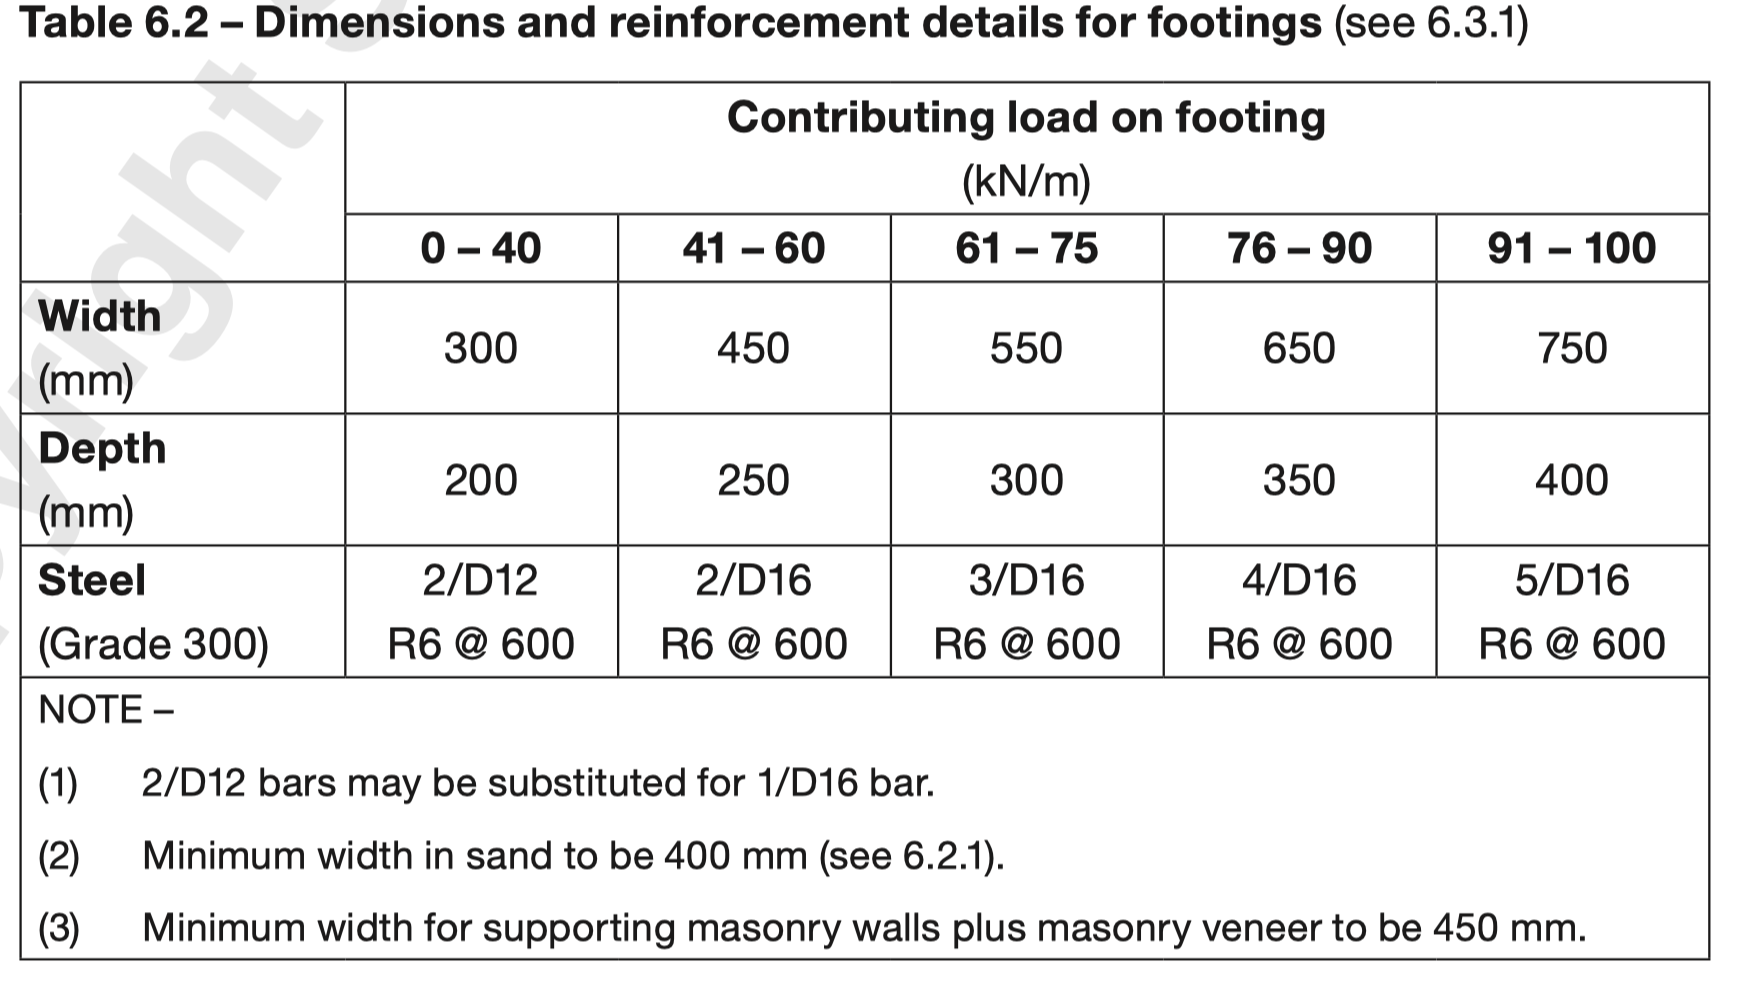 Table 6.2 – Dimensions and reinforcement details for footings (see 6.3.1)
Contributing load on footing
(kN/m)
0 – 40 41 – 60 61 – 75 76 – 90 91 – 100
Width
(mm) 300 450 550 650 750
Depth
(mm) 200 250 300 350 400
Steel 2/D12 2/D16 3/D16 4/D16 5/D16
(Grade 300) R6 @ 600 R6 @ 600 R6 @ 600 R6 @ 600 R6 @ 600
NOTE –
(1) 2/D12 bars may be substituted for 1/D16 bar.
(2) Minimum width in sand to be 400 mm (see 6.2.1).
(3) Minimum width for supporting masonry walls plus masonry veneer to be 450 mm.
yright